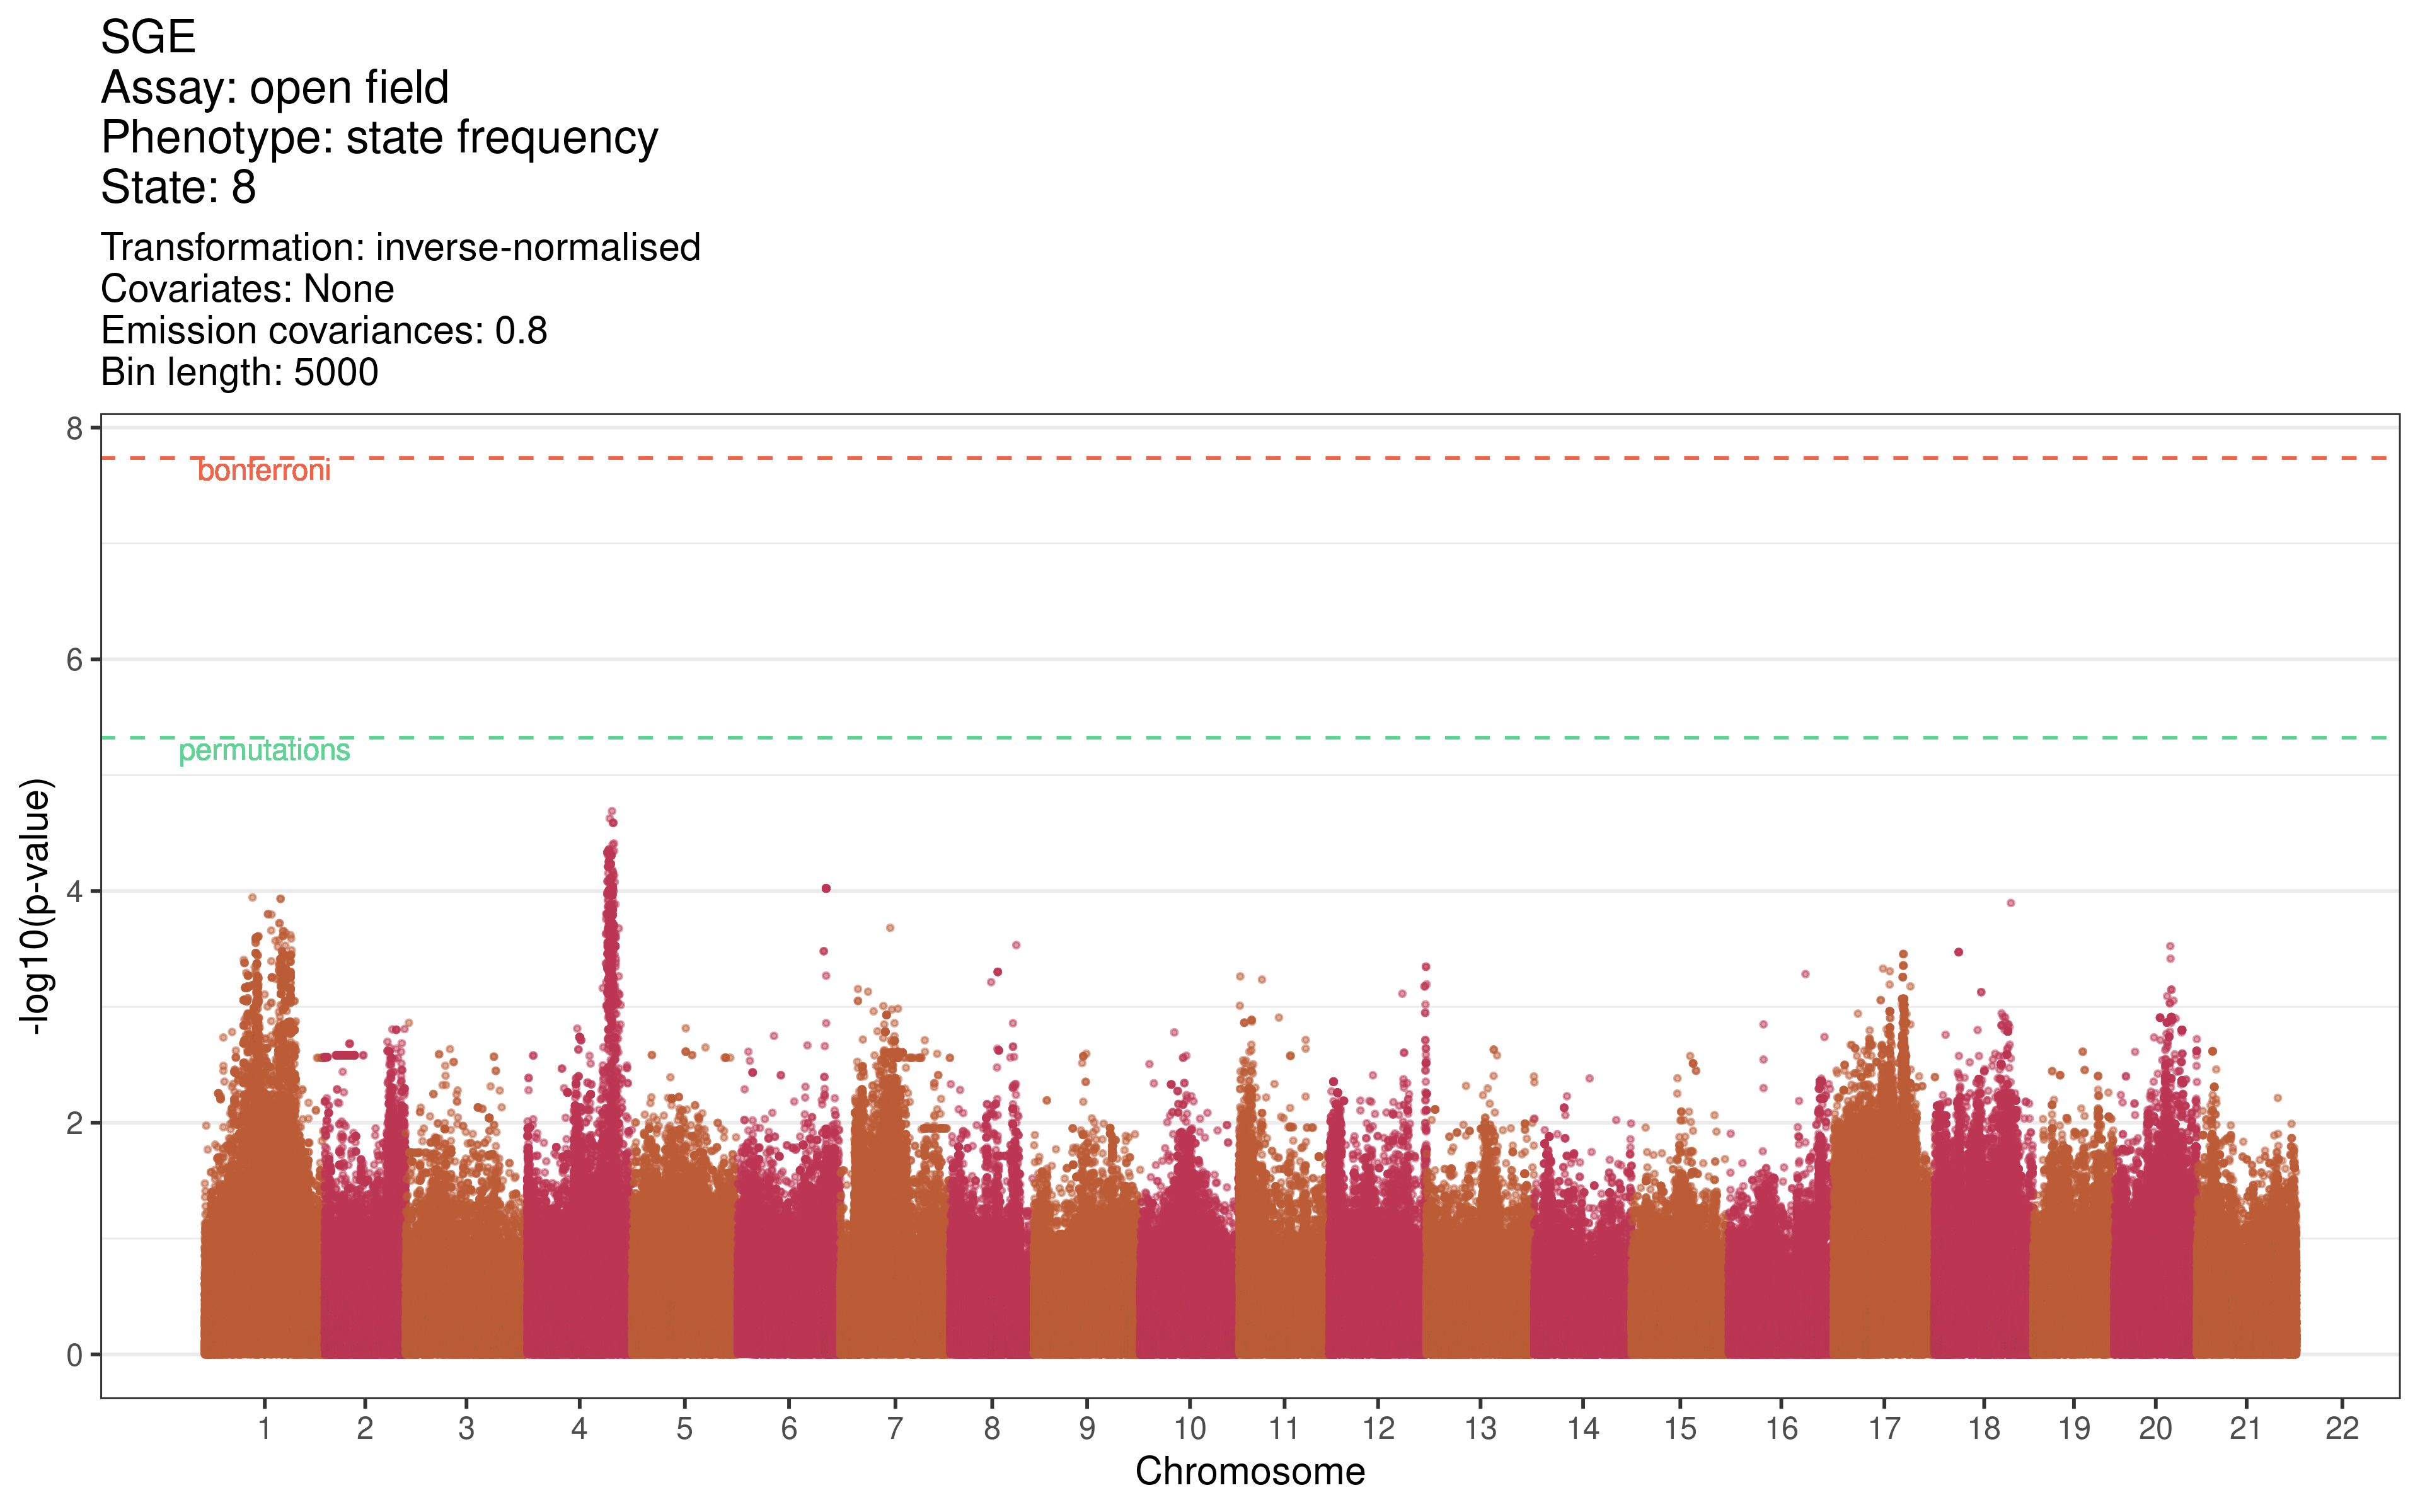 SGE
Assay: open field
Phenotype: state frequency
State: 8
Transformation: inverse-normalised
Covariates: None
Emission covariances: 0.8
Bin length: 5000
8
bonferroni
6
permutations
4
2
0
-log10(p-value)
1 2 3 4 5 6 7 8 9 10 11 12 13 14 15 16 17 18 19 20 21 22
Chromosome